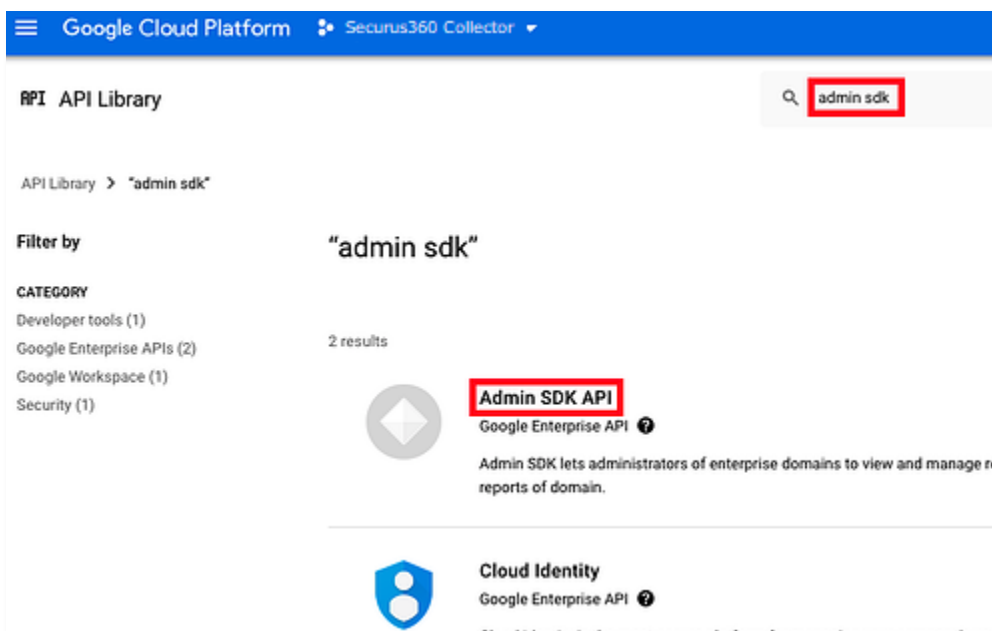 Google Cloud Platform Securus360 Collector
API API Library
admin sdk
API Library > "admin sdk"
Filter by
CATEGORY
Developer tools (1)
Google Enterprise APIs (2)
Google Workspace (1)
Security (1)
"admin sdk"
2 results
Admin SDK API
Google Enterprise API
Admin SDK lets administrators of enterprise domains to view and manage
reports of domain.
Cloud Identity
Google Enterprise API